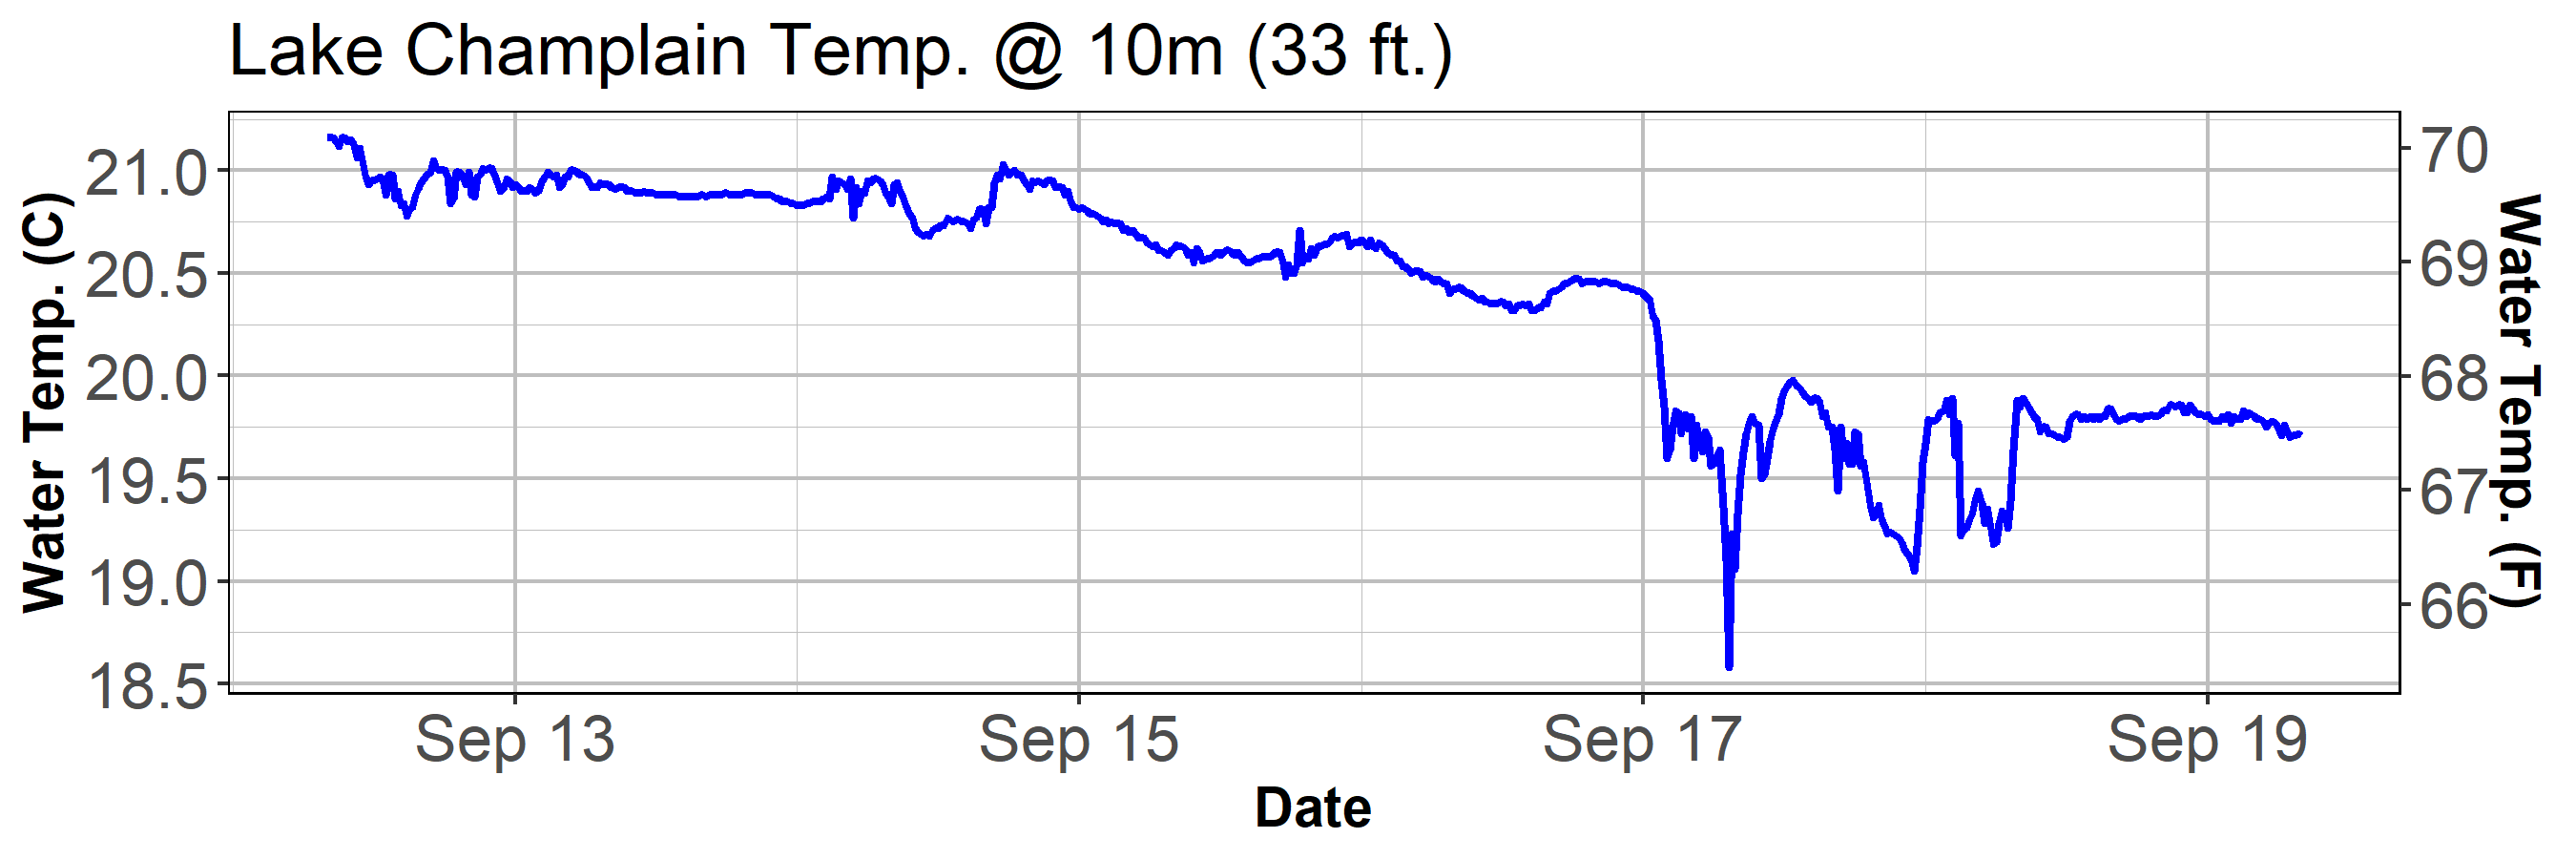 Lake Champlain Temp. @ 10m (33 ft.)
Water Temp. (C)
21.0
20.5
20.0
19.5
19.0
18.5
70
69
68
67
66
Water Temp. (F)
Sep 13
Sep 15
Sep 17
Sep 19
Date